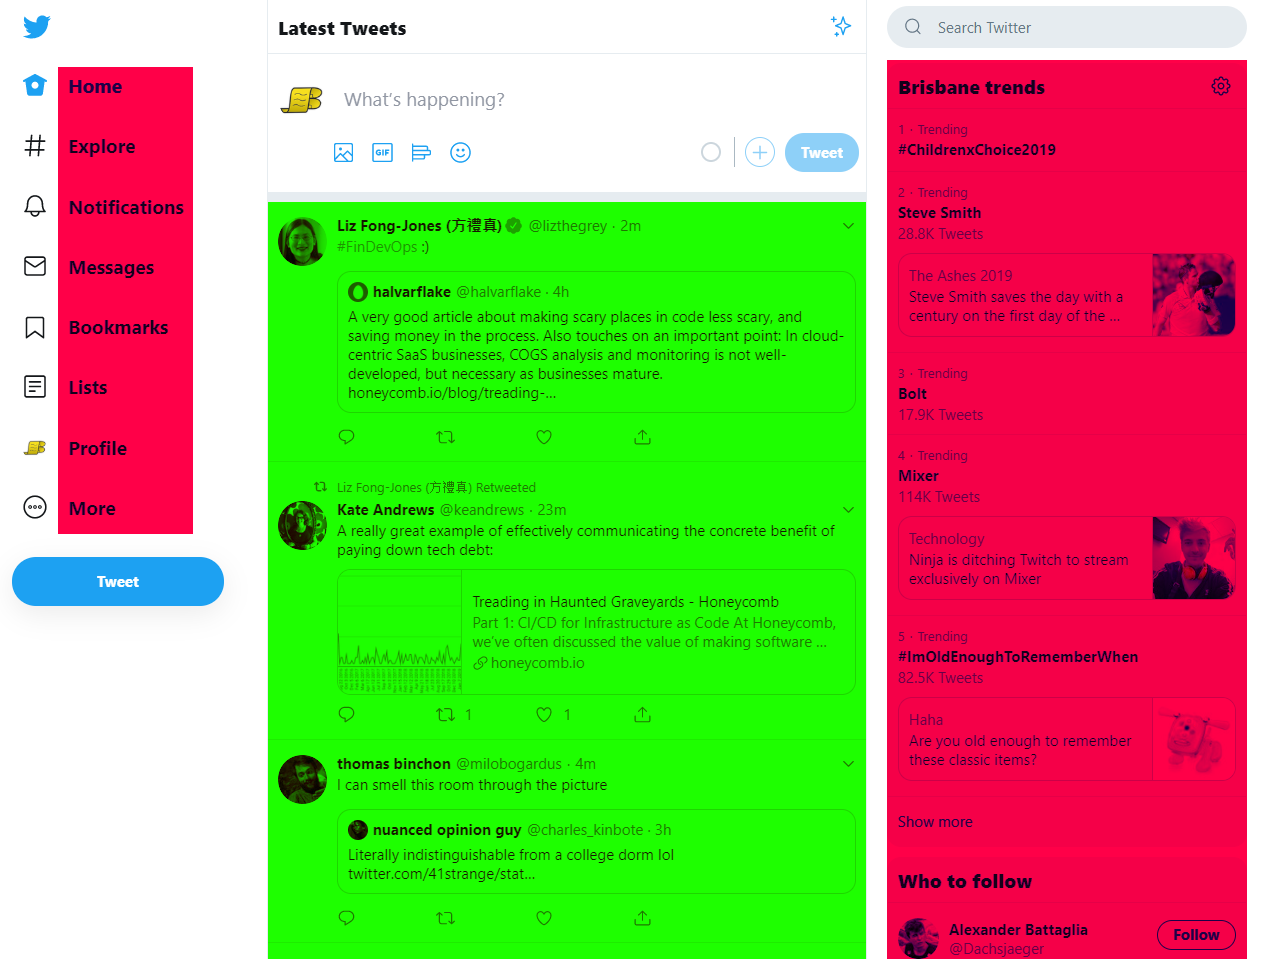 Home
Explore
Notifications
Messages
Bookmarks
Lists
Profile
More
Tweet
Latest Tweets
What's happening?
GIF
Tweet
Liz Fong-Jones (方禮真) @lizthegrey · 2m
#FinDevOps :)
halvarflake @halvarflake · 4h
A very good article about making scary places in code less scary, and
saving money in the process. Also touches on an important point: In cloud-
centric SaaS businesses, COGS analysis and monitoring is not well-
developed, but necessary as businesses mature.
honeycomb.io/blog/treading-...
Liz Fong-Jones (方禮真) Retweeted
Kate Andrews @keandrews · 23m
A really great example of effectively communicating the concrete benefit of
paying down tech debt:
Treading in Haunted Graveyards - Honeycomb
Part 1: CI/CD for Infrastructure as Code At Honeycomb,
we've often discussed the value of making software ...
honeycomb.io
1 1
thomas binchon @milobogardus · 4m
I can smell this room through the picture
nuanced opinion guy @charles_kinbote · 3h
Literally indistinguishable from a college dorm lol
twitter.com/41strange/stat...
Search Twitter
Brisbane trends
1 · Trending
#ChildrenxChoice2019
2 · Trending
Steve Smith
28.8K Tweets
The Ashes 2019
Steve Smith saves the day with a
century on the first day of the ...
3 · Trending
Bolt
17.9K Tweets
4 · Trending
Mixer
114K Tweets
Technology
Ninja is ditching Twitch to stream
exclusively on Mixer
5 · Trending
#ImOldEnoughToRememberWhen
82.5K Tweets
Haha
Are you old enough to remember
these classic items?
Show more
Who to follow
Alexander Battaglia
@Dachsjaeger
Follow